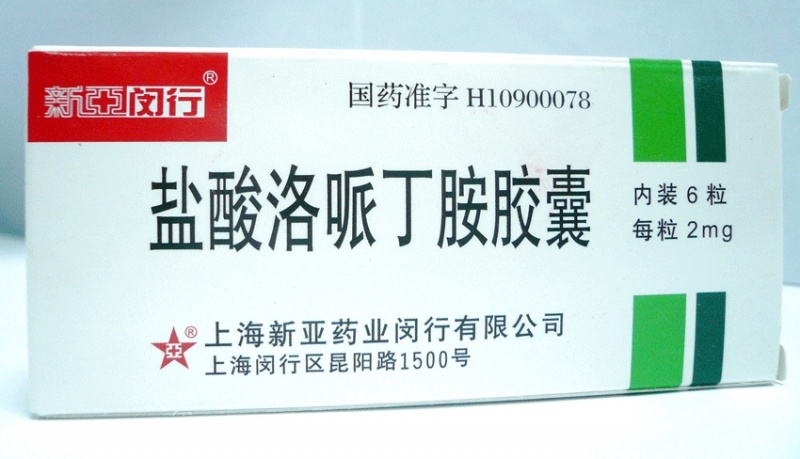 新亚闵行®
国药准字 H10900078
盐酸洛哌丁胺胶囊
内装 6 粒
每粒 2mg
亞®
上海新亚药业闵行有限公司
上海闵行区昆阳路1500号